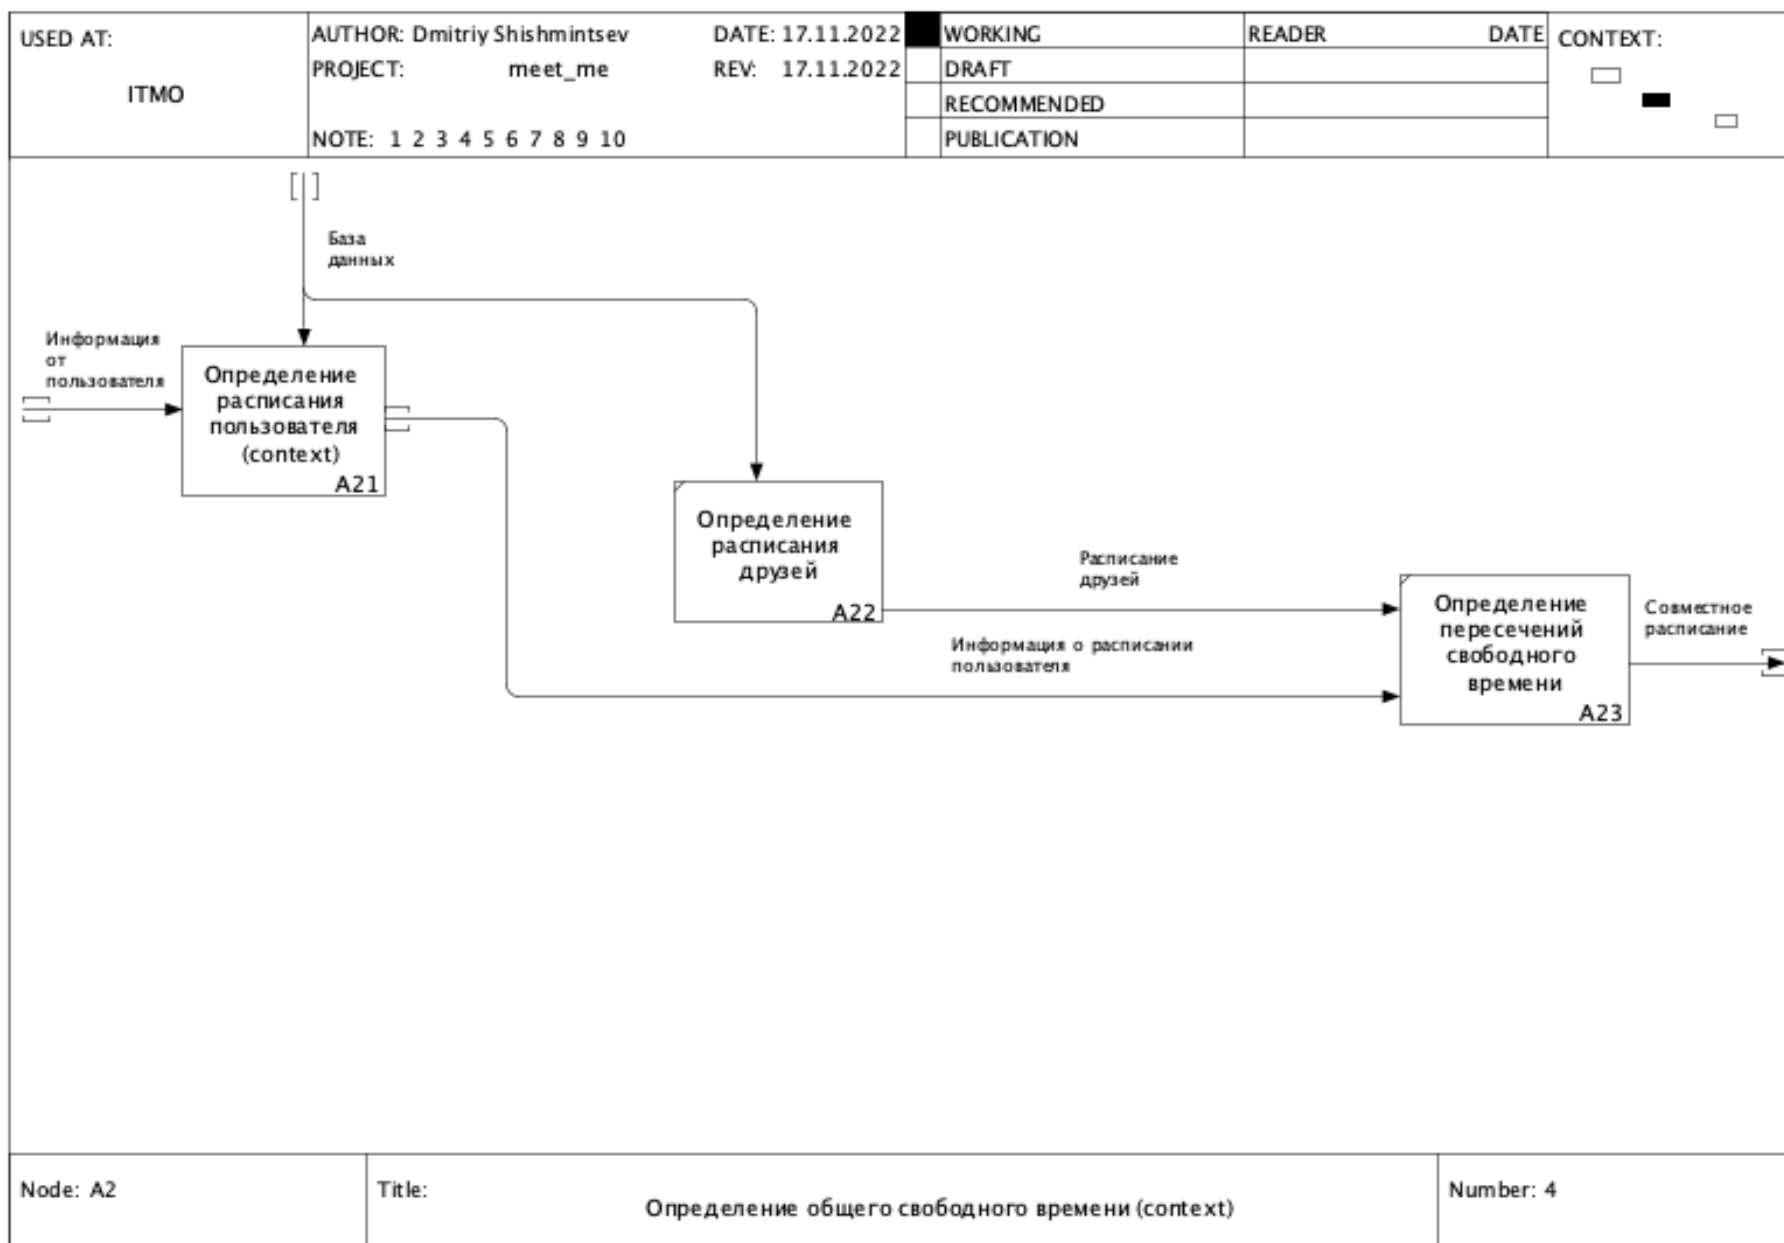 USED AT:
ITMO
AUTHOR: Dmitriy Shishmintsev
DATE: 17.11.2022
PROJECT: meet_me
REV: 17.11.2022
NOTE: 1 2 3 4 5 6 7 8 9 10
WORKING
DRAFT
RECOMMENDED
PUBLICATION
READER
DATE
CONTEXT:
База
данных
Информация
от
пользователя
Определение
расписания
пользователя
(context)
A21
Определение
расписания
друзей
A22
Расписание
друзей
Информация о расписании
пользователя
Определение
пересечений
свободного
времени
A23
Совместное
расписание
Node: A2
Title:
Определение общего свободного времени (context)
Number: 4